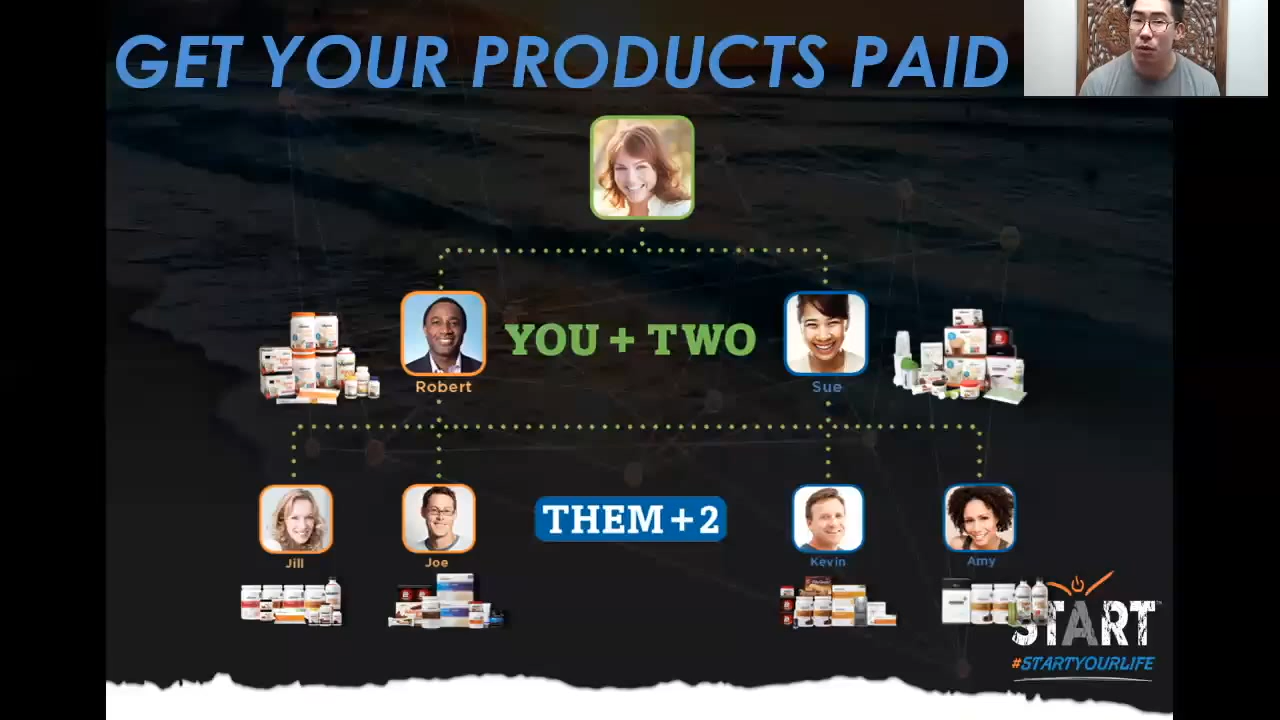 GET YOUR PRODUCTS PAID
YOU + TWO
Robert
Sue
THEM + 2
Jill
Joe
Kevin
Amy
START
#STARTYOURLIFE